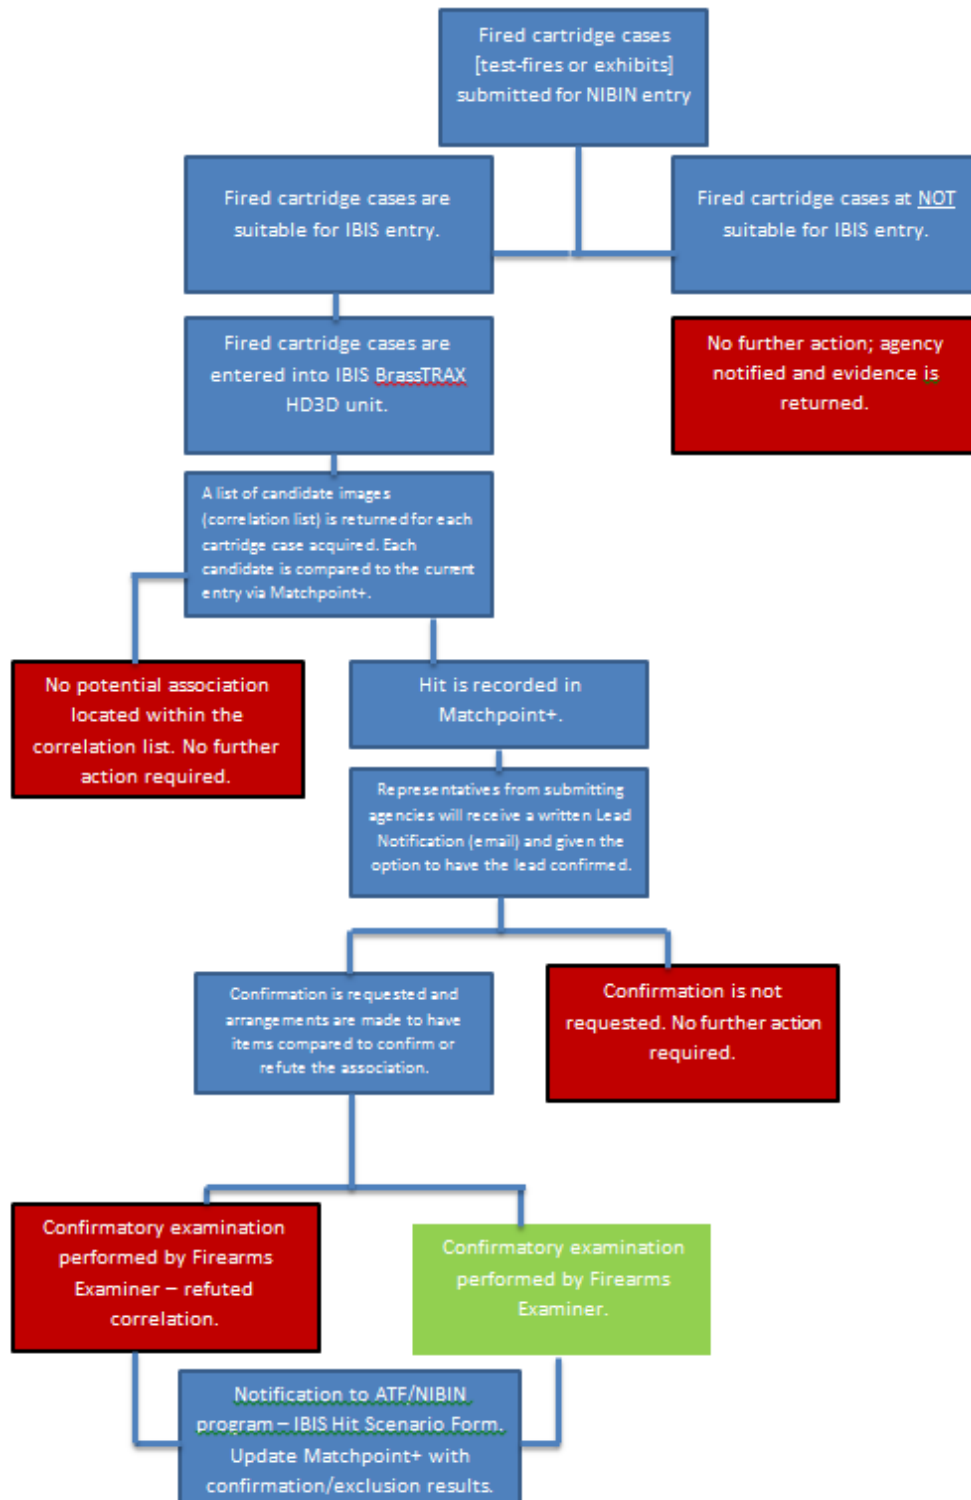 Fired cartridge cases
[test-fires or exhibits]
submitted for NIBIN entry
Fired cartridge cases are
suitable for IBIS entry.
Fired cartridge cases at NOT
suitable for IBIS entry.
Fired cartridge cases are
entered into IBIS BrassTRAX
HD3D unit.
No further action; agency
notified and evidence is
returned.
A list of candidate images
(correlation list) is returned for each
cartridge case acquired. Each
candidate is compared to the current
entry via Matchpoint+.
No potential association
located within the
correlation list. No further
action required.
Hit is recorded in
Matchpoint+.
Representatives from submitting
agencies will receive a written Lead
Notification (email) and given the
option to have the lead confirmed.
Confirmation is requested and
arrangements are made to have
items compared to confirm or
refute the association.
Confirmation is not
requested. No further action
required.
Confirmatory examination
performed by Firearms
Examiner – refuted
correlation.
Confirmatory examination
performed by Firearms
Examiner.
Notification to ATF/NIBIN
program – IBIS Hit Scenario Form.
Update Matchpoint+ with
confirmation/exclusion results.